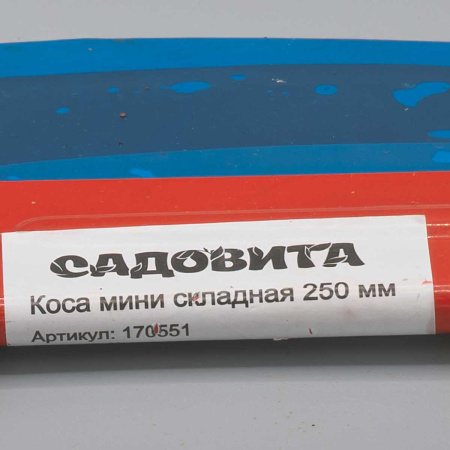 САДОВИТА
Коса мини складная 250 мм
Артикул: 170551